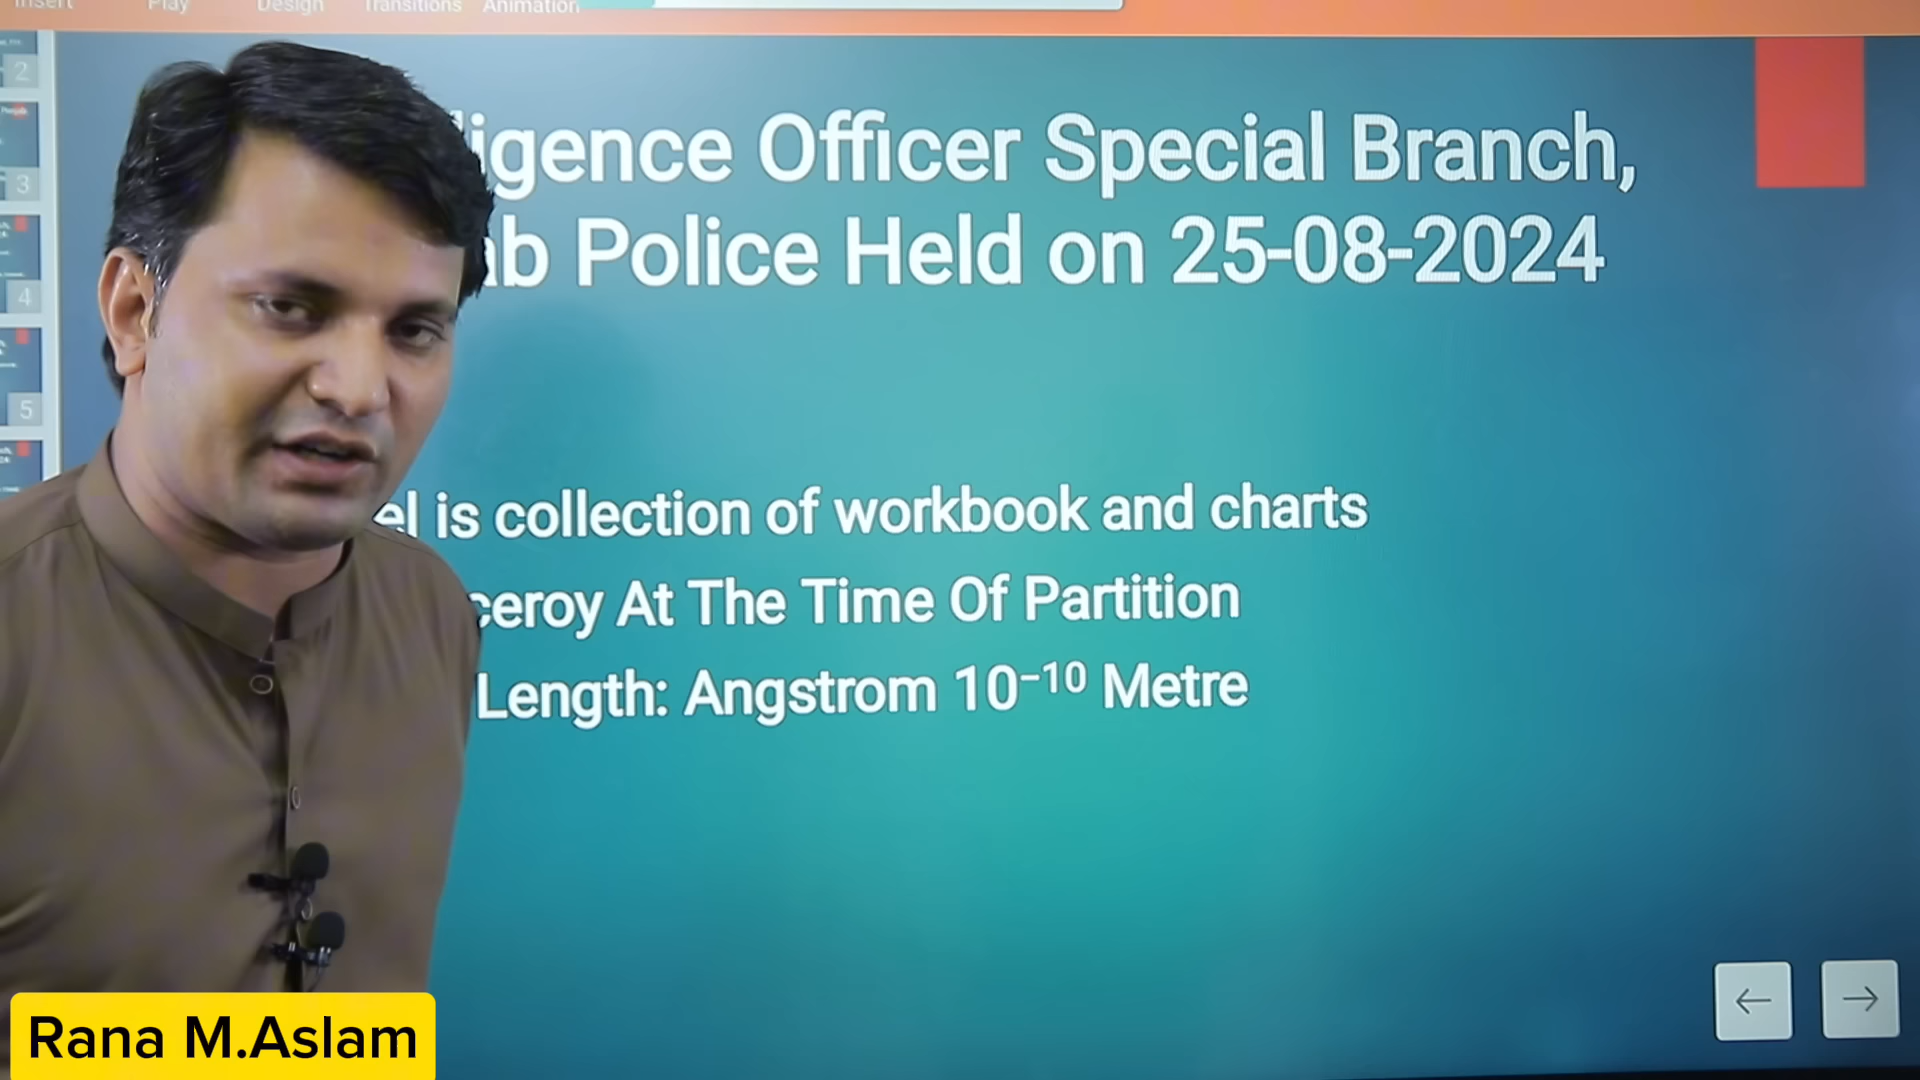 Insert Play Design Transitions Animation
2
3
4
5
ligence Officer Special Branch,
ab Police Held on 25-08-2024
el is collection of workbook and charts
ceroy At The Time Of Partition
Length: Angstrom 10⁻¹⁰ Metre
Rana M.Aslam